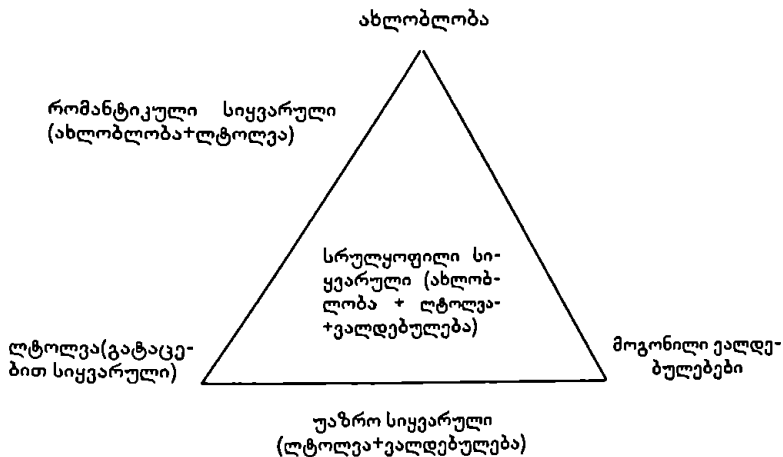 ახლობლობა
რომანტიკული სიყვარული
(ახლობლობა+ლტოლვა)
სრულყოფილი სი-
ყვარული (ახლობ-
ლობა + ლტოლვა-
+ვალდებულება)
ლტოლვა(გატაცე-
ბით სიყვარული)
მოგონილი ეალდე-
ბულებები
უაზრო სიყვარული
(ლტოლვა+ვალდებულება)